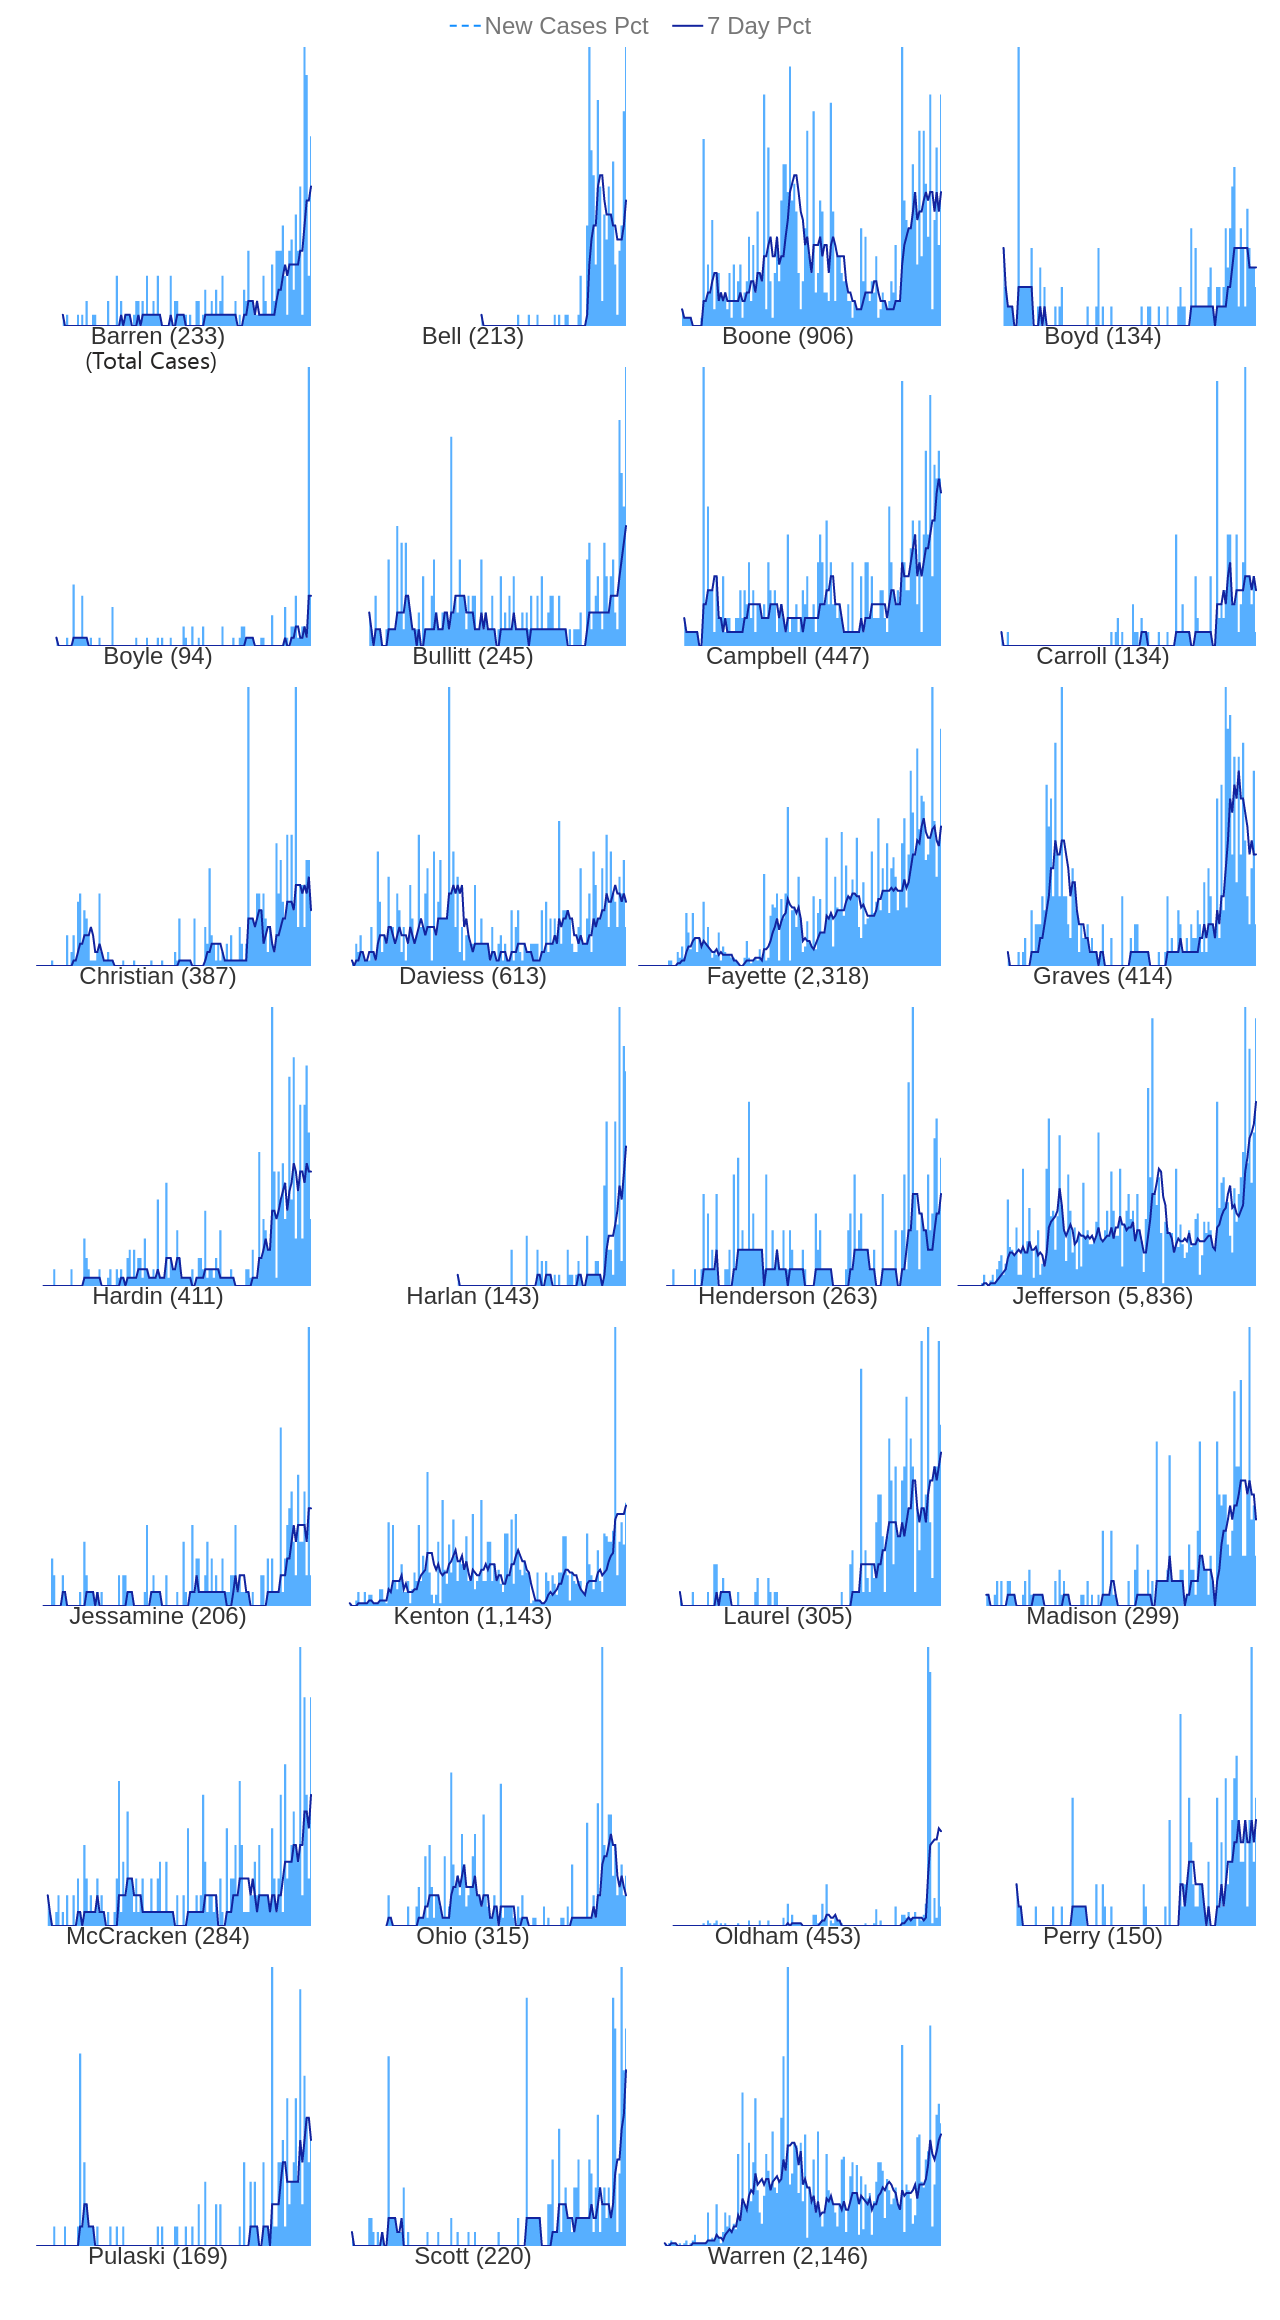 New Cases Pct 7 Day Pct
Barren (233) Bell (213) Boone (906) Boyd (134)
(Total Cases)
Boyle (94) Bullitt (245) Campbell (447) Carroll (134)
Christian (387) Daviess (613) Fayette (2,318) Graves (414)
Hardin (411) Harlan (143) Henderson (263) Jefferson (5,836)
Jessamine (206) Kenton (1,143) Laurel (305) Madison (299)
McCracken (284) Ohio (315) Oldham (453) Perry (150)
Pulaski (169) Scott (220) Warren (2,146)